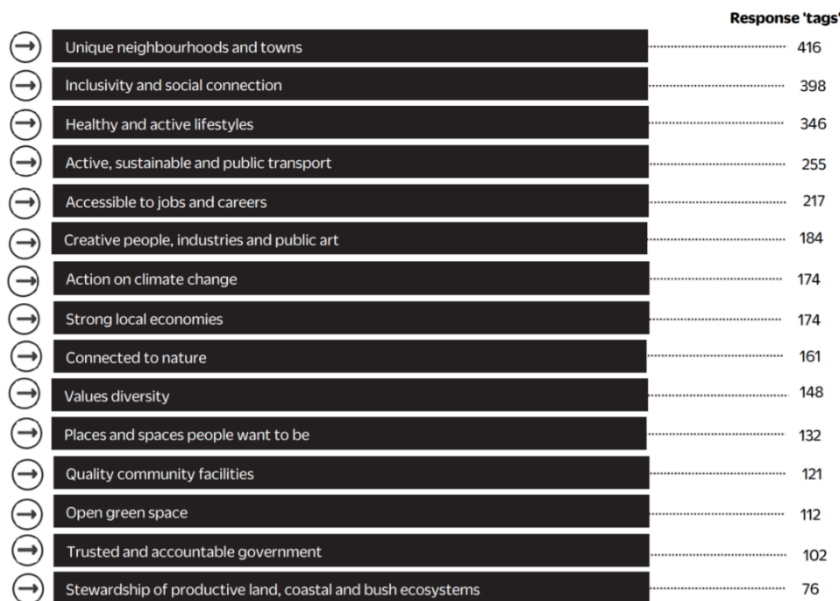 Response 'tags'
Unique neighbourhoods and towns 416
Inclusivity and social connection 398
Healthy and active lifestyles 346
Active, sustainable and public transport 255
Accessible to jobs and careers 217
Creative people, industries and public art 184
Action on climate change 174
Strong local economies 174
Connected to nature 161
Values diversity 148
Places and spaces people want to be 132
Quality community facilities 121
Open green space 112
Trusted and accountable government 102
Stewardship of productive land, coastal and bush ecosystems 76